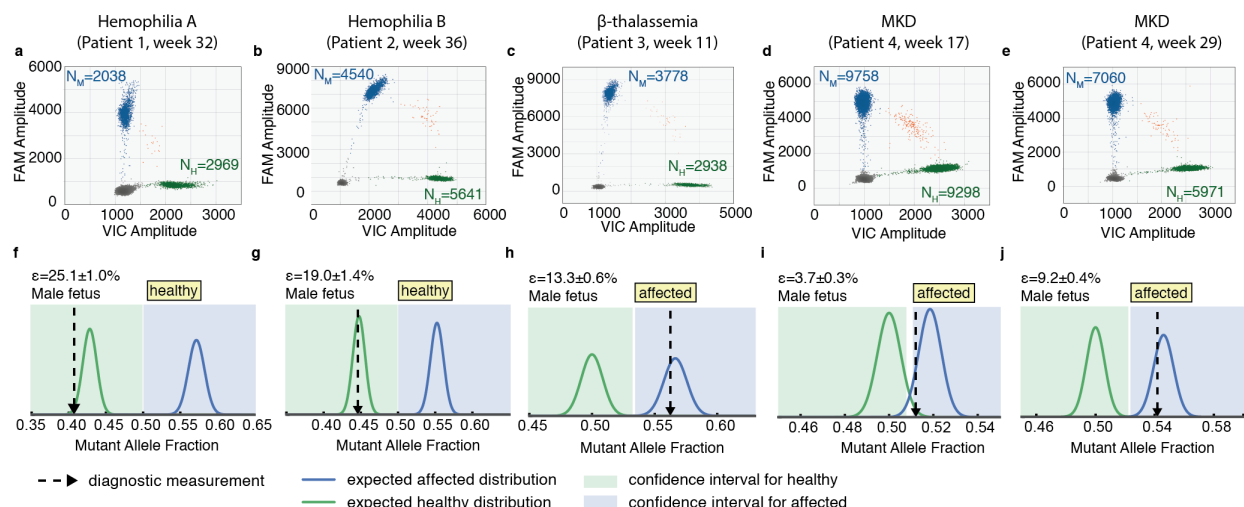 Hemophilia A
(Patient 1, week 32)
Hemophilia B
(Patient 2, week 36)
β-thalassemia
(Patient 3, week 11)
MKD
(Patient 4, week 17)
MKD
(Patient 4, week 29)
a
6000
4000
2000
0
FAM Amplitude
N_M=2038
N_H=2969
0 1000 2000 3000
VIC Amplitude
b
9000
6000
3000
0
FAM Amplitude
N_M=4540
N_H=5641
0 2000 4000 6000
VIC Amplitude
c
9000
6000
3000
0
FAM Amplitude
N_M=3778
N_H=2938
0 1000 3000 5000
VIC Amplitude
d
6000
4000
2000
0
FAM Amplitude
N_M=9758
N_H=9298
0 1000 2000 3000
VIC Amplitude
e
6000
4000
2000
0
FAM Amplitude
N_M=7060
N_H=5971
0 1000 2000 3000
VIC Amplitude
f
ε=25.1±1.0%
Male fetus
healthy
0.35 0.40 0.45 0.50 0.55 0.60 0.65
Mutant Allele Fraction
g
ε=19.0±1.4%
Male fetus
healthy
0.40 0.45 0.50 0.55 0.60
Mutant Allele Fraction
h
ε=13.3±0.6%
Male fetus
affected
0.45 0.50 0.55 0.60
Mutant Allele Fraction
i
ε=3.7±0.3%
Male fetus
affected
0.46 0.48 0.50 0.52 0.54
Mutant Allele Fraction
j
ε=9.2±0.4%
Male fetus
affected
0.46 0.50 0.54 0.58
Mutant Allele Fraction
diagnostic measurement
expected affected distribution
expected healthy distribution
confidence interval for healthy
confidence interval for affected